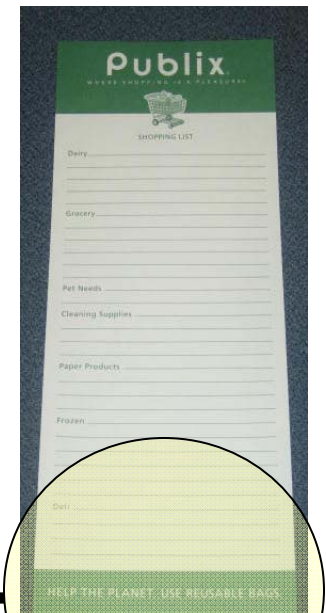 Publix.
WHERE SHOPPING IS A PLEASURE®
SHOPPING LIST
Dairy
Grocery
Pet Needs
Cleaning Supplies
Paper Products
Frozen
Deli
HELP THE PLANET. USE REUSABLE BAGS.